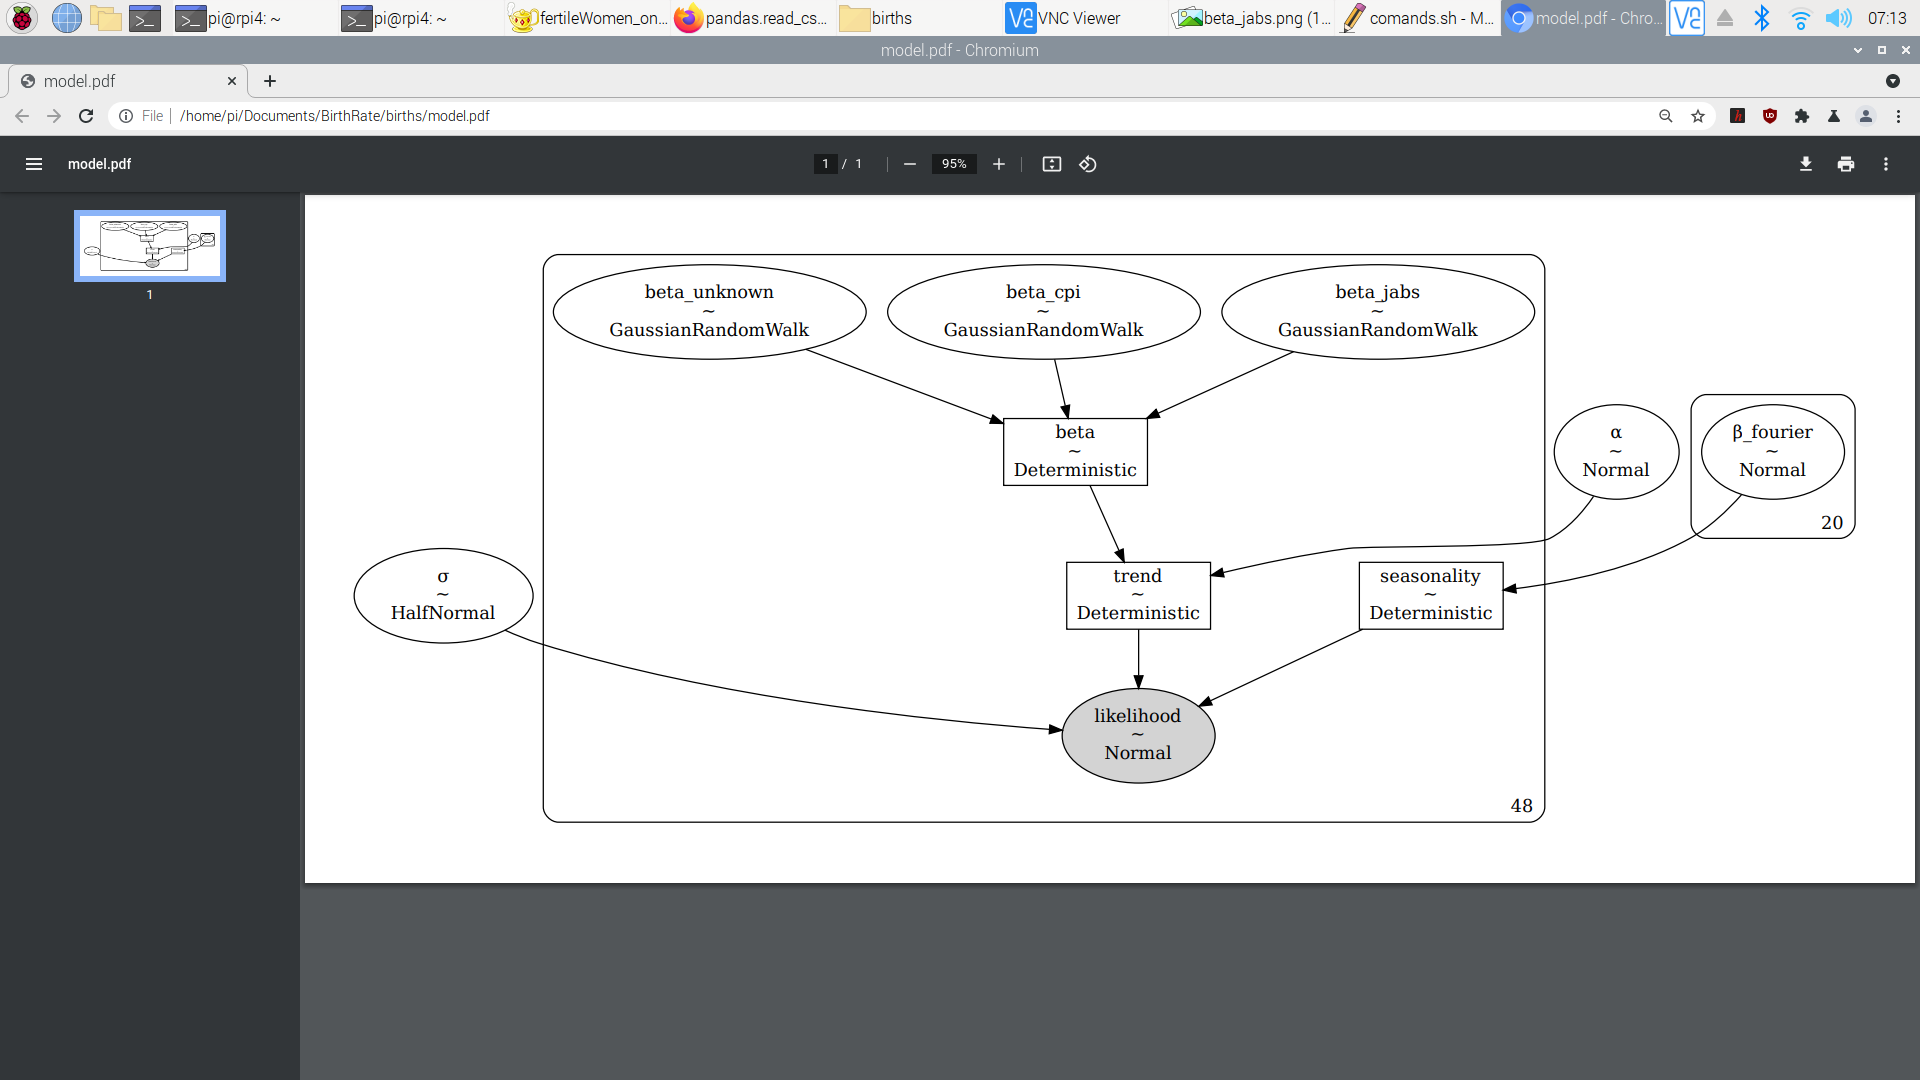 pi@rpi4: ~
pi@rpi4: ~
fertileWomen_on...
pandas.read_cs...
births
VNC Viewer
beta_jabs.png (1...
comands.sh - M...
model.pdf - Chro...
07:13
model.pdf - Chromium
model.pdf
File
/home/pi/Documents/BirthRate/births/model.pdf
model.pdf
1 / 1
95%
1
beta_unknown
~
GaussianRandomWalk
beta_cpi
~
GaussianRandomWalk
beta_jabs
~
GaussianRandomWalk
beta
~
Deterministic
α
~
Normal
β_fourier
~
Normal
20
σ
~
HalfNormal
trend
~
Deterministic
seasonality
~
Deterministic
likelihood
~
Normal
48